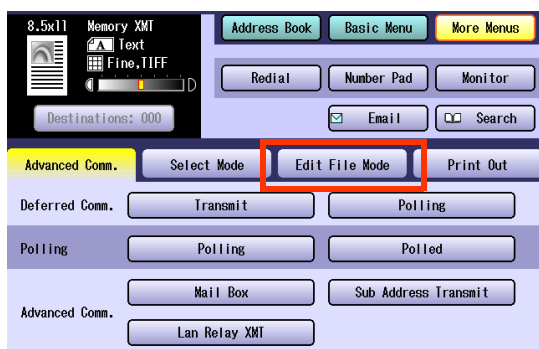 8.5x11 Memory XMT
A Text
Fine,TIFF
D
Destinations: 000
Address Book Basic Menu More Menus
Redial Number Pad Monitor
Email Search
Advanced Comm. Select Mode Edit File Mode Print Out
Deferred Comm. Transmit Polling
Polling Polling Polled
Advanced Comm. Mail Box Sub Address Transmit
Lan Relay XMT